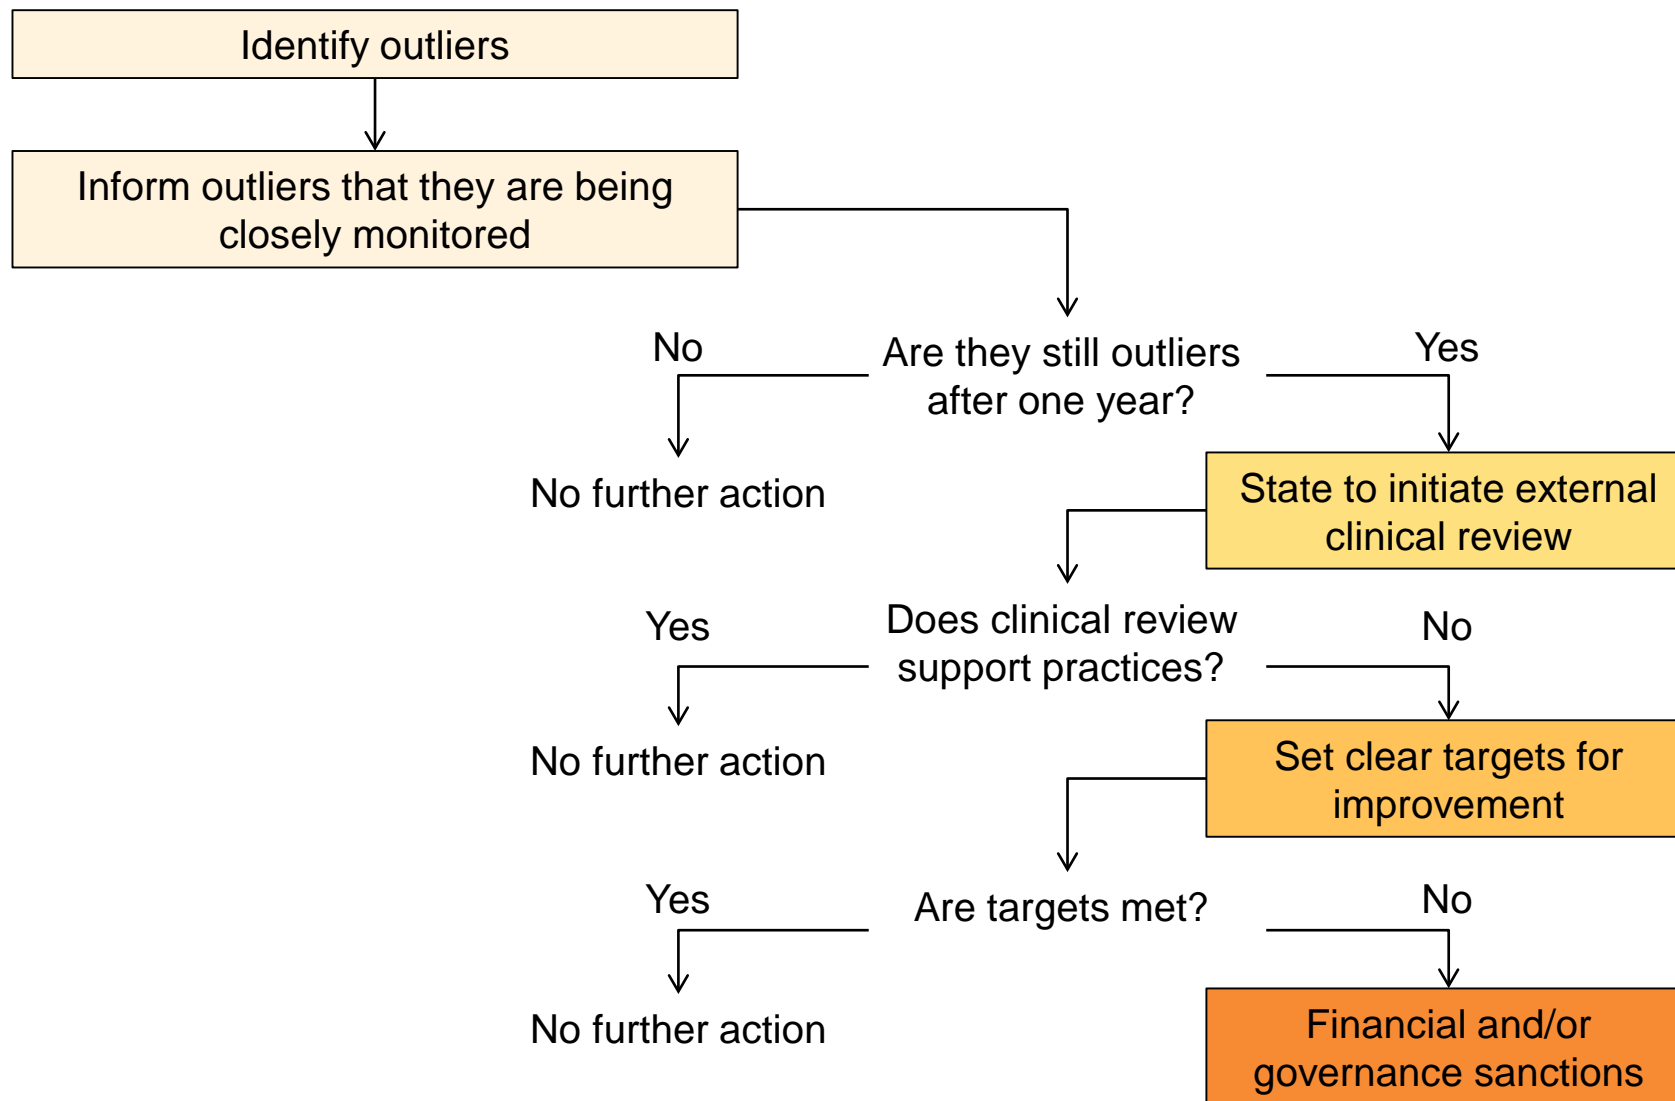 Identify outliers
Inform outliers that they are being
closely monitored
No
Are they still outliers
after one year?
Yes
No further action
State to initiate external
clinical review
Yes
Does clinical review
support practices?
No
No further action
Set clear targets for
improvement
Yes
Are targets met?
No
No further action
Financial and/or
governance sanctions